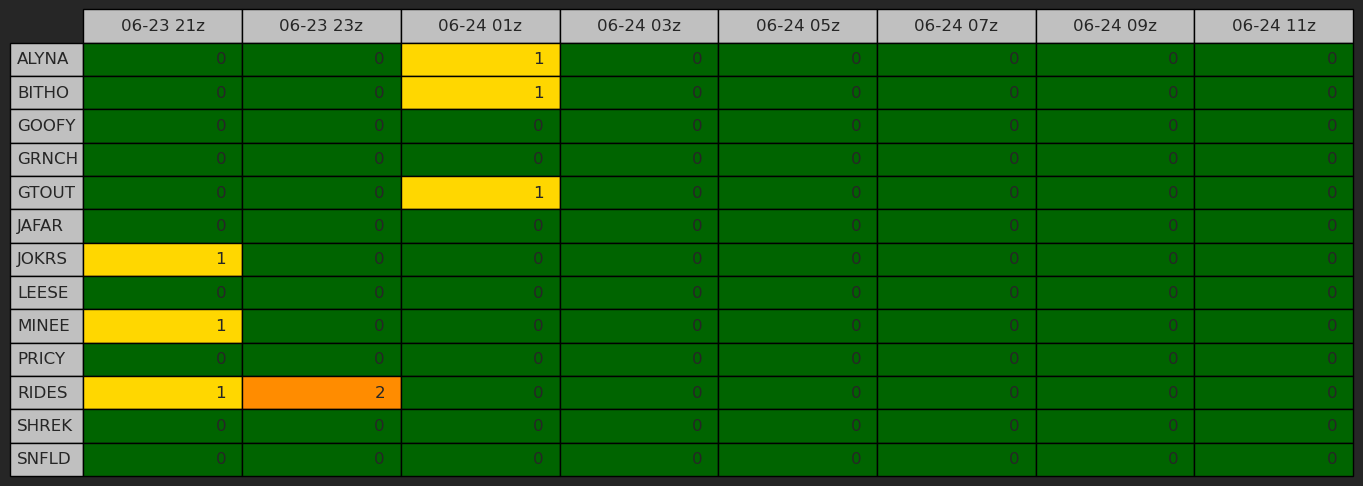 06-23 21z 06-23 23z 06-24 01z 06-24 03z 06-24 05z 06-24 07z 06-24 09z 06-24 11z
ALYNA 0 0 1 0 0 0 0 0
BITHO 0 0 1 0 0 0 0 0
GOOFY 0 0 0 0 0 0 0 0
GRNCH 0 0 0 0 0 0 0 0
GTOUT 0 0 1 0 0 0 0 0
JAFAR 0 0 0 0 0 0 0 0
JOKRS 1 0 0 0 0 0 0 0
LEESE 0 0 0 0 0 0 0 0
MINEE 1 0 0 0 0 0 0 0
PRICY 0 0 0 0 0 0 0 0
RIDES 1 2 0 0 0 0 0 0
SHREK 0 0 0 0 0 0 0 0
SNFLD 0 0 0 0 0 0 0 0